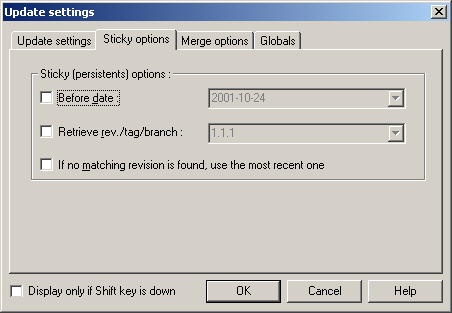 Update settings
Update settings Sticky options Merge options Globals
Sticky (persistents) options :
Before date : 2001-10-24
Retrieve rev./tag/branch : 1.1.1
If no matching revision is found, use the most recent one
Display only if Shift key is down OK Cancel Help